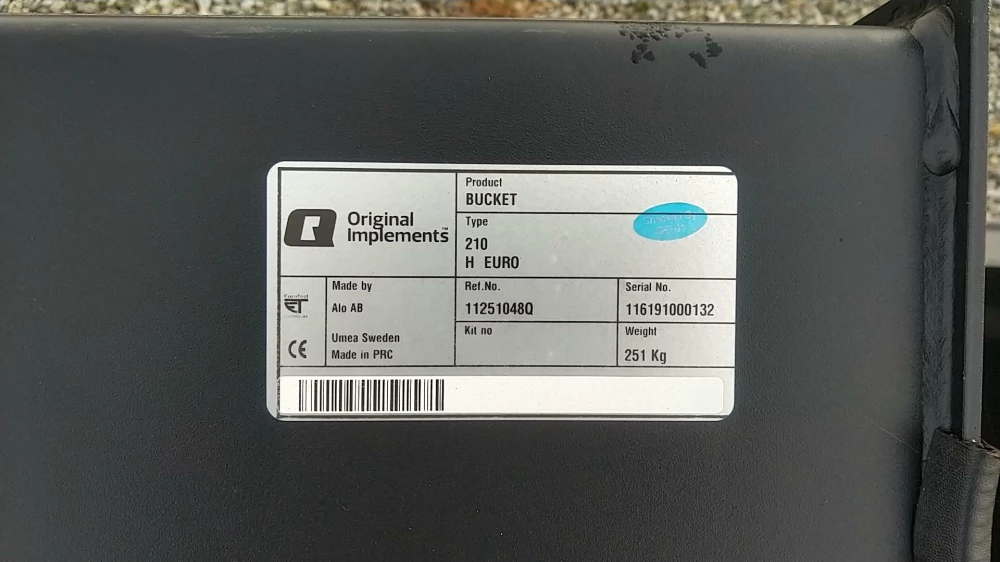 Original
Implements™
Product
BUCKET
Type
210
H EURO
Made by
Alo AB
Umea Sweden
Made in PRC
CE
Ref.No.
11251048Q
Serial No.
116191000132
Kit no
Weight
251 Kg